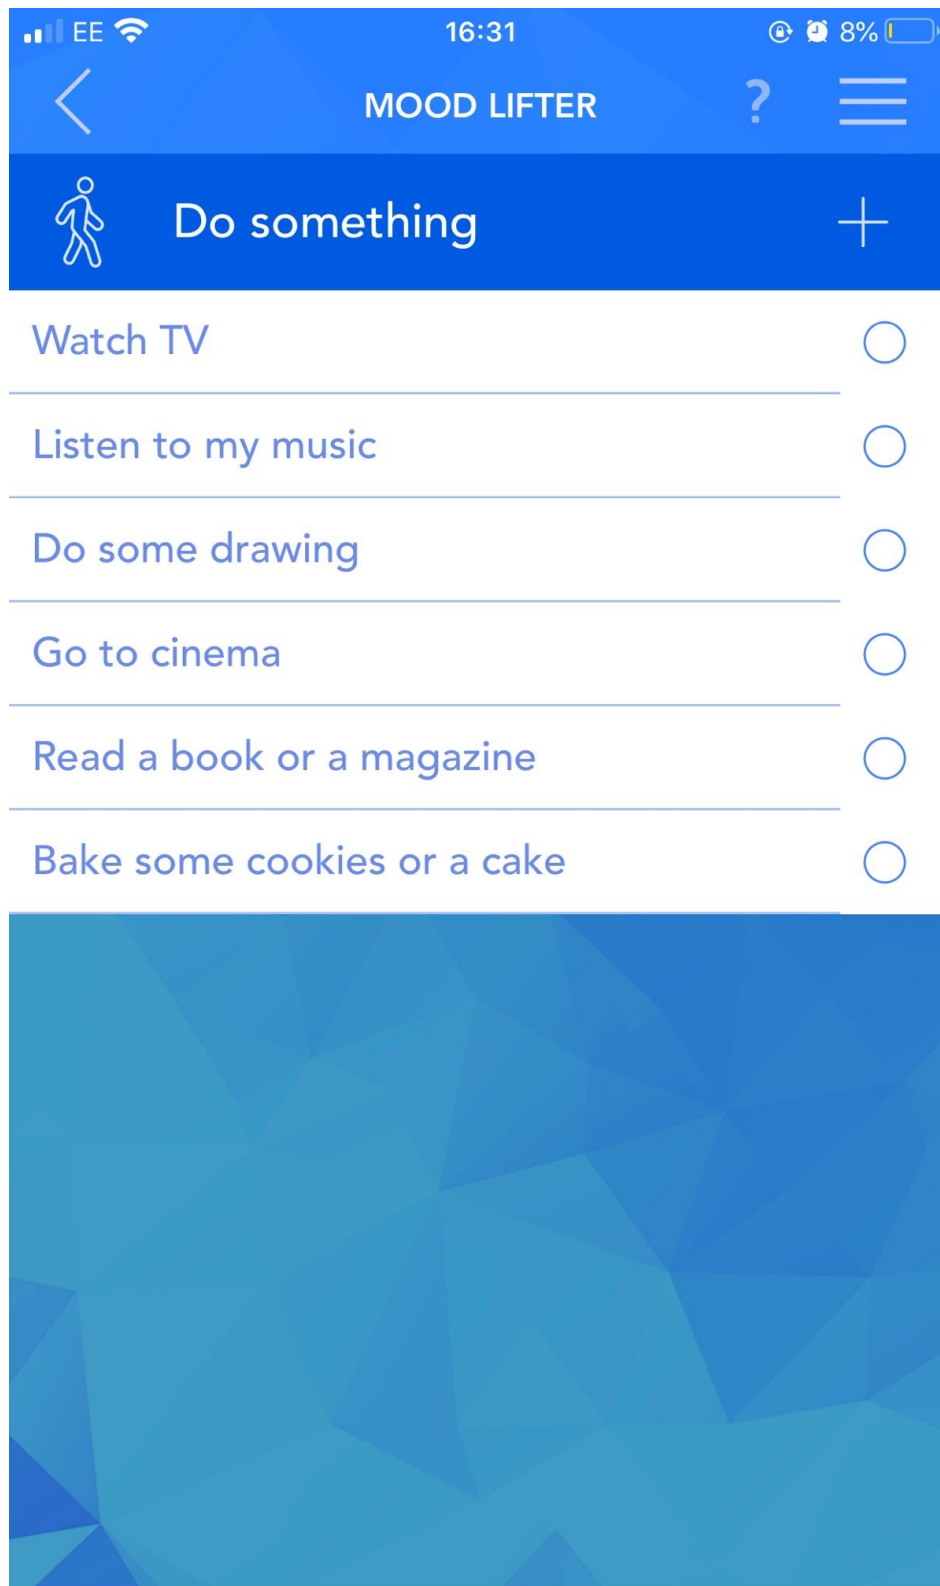 EE 16:31 8%
MOOD LIFTER ?
Do something
Watch TV
Listen to my music
Do some drawing
Go to cinema
Read a book or a magazine
Bake some cookies or a cake